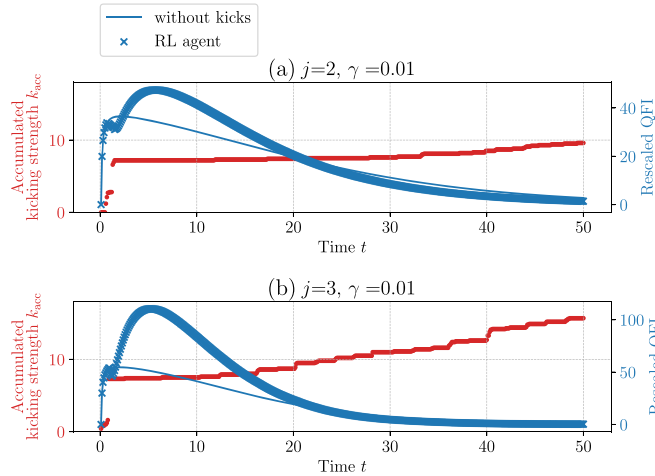 without kicks
RL agent
(a) j=2, γ =0.01
Accumulated
kicking strength k_acc
10
0
40
20
0
Rescaled QFI
0 10 20 30 40 50
Time t
(b) j=3, γ =0.01
Accumulated
kicking strength k_acc
10
0
100
50
0
Rescaled QFI
0 10 20 30 40 50
Time t